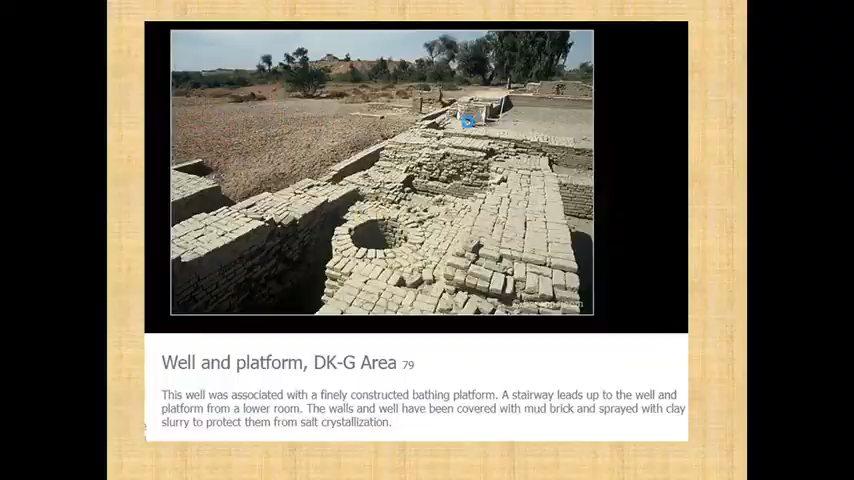 Well and platform, DK-G Area 79
This well was associated with a finely constructed bathing platform. A stairway leads up to the well and
platform from a lower room. The walls and well have been covered with mud brick and sprayed with clay
slurry to protect them from salt crystallization.